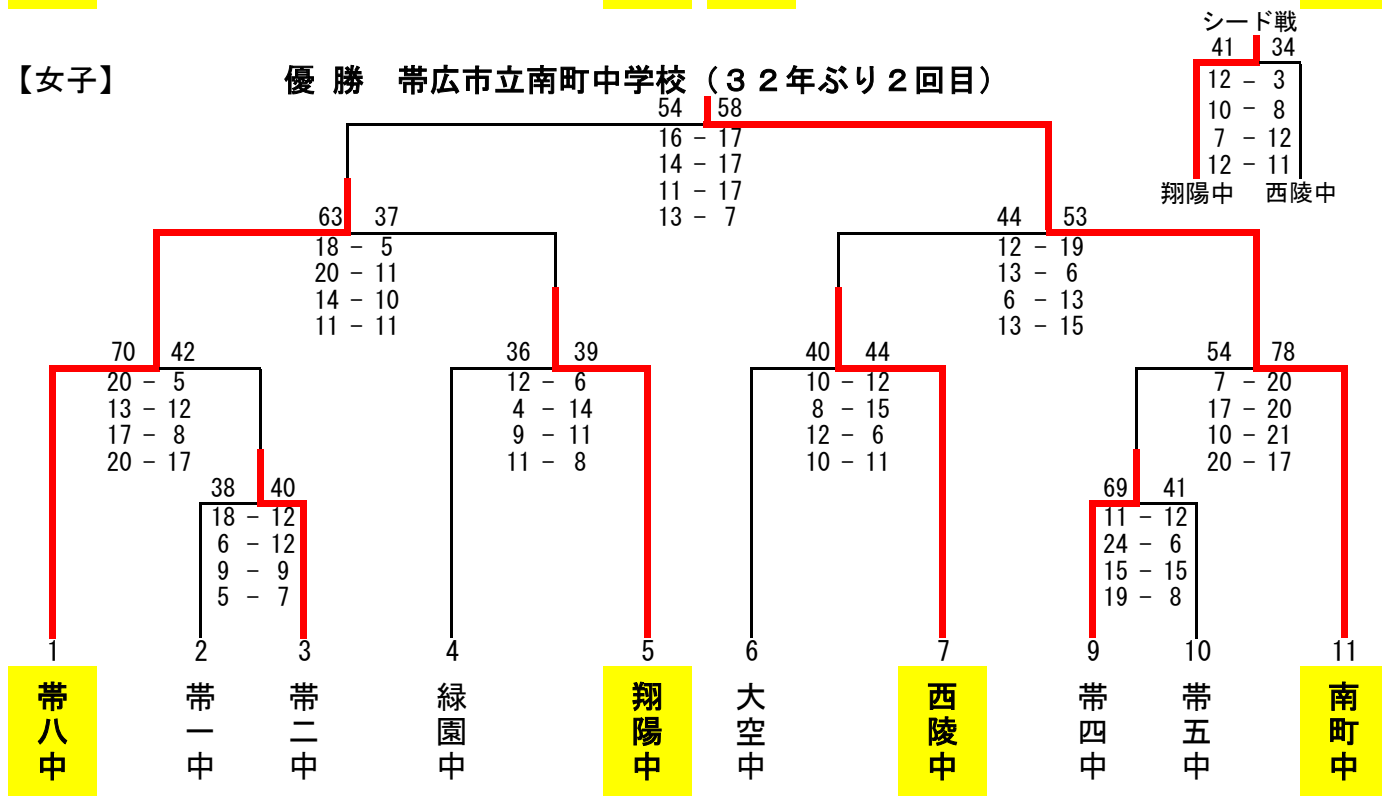 シード戦
41 34
【女子】 優 勝 帯広市立南町中学校（３２年ぶり２回目）
12 － 3
10 － 8
7 － 12
12 － 11
翔陽中 西陵中
54 58
16 － 17
14 － 17
11 － 17
13 － 7
63 37
18 － 5
20 － 11
14 － 10
11 － 11
44 53
12 － 19
13 － 6
6 － 13
13 － 15
70 42
20 － 5
13 － 12
17 － 8
20 － 17
36 39
12 － 6
4 － 14
9 － 11
11 － 8
40 44
10 － 12
8 － 15
12 － 6
10 － 11
54 78
7 － 20
17 － 20
10 － 21
20 － 17
38 40
18 － 12
6 － 12
9 － 9
5 － 7
69 41
11 － 12
24 － 6
15 － 15
19 － 8
1 2 3 4 5 6 7 9 10 11
帯八中
帯一中
帯二中
緑園中
翔陽中
大空中
西陵中
帯四中
帯五中
南町中